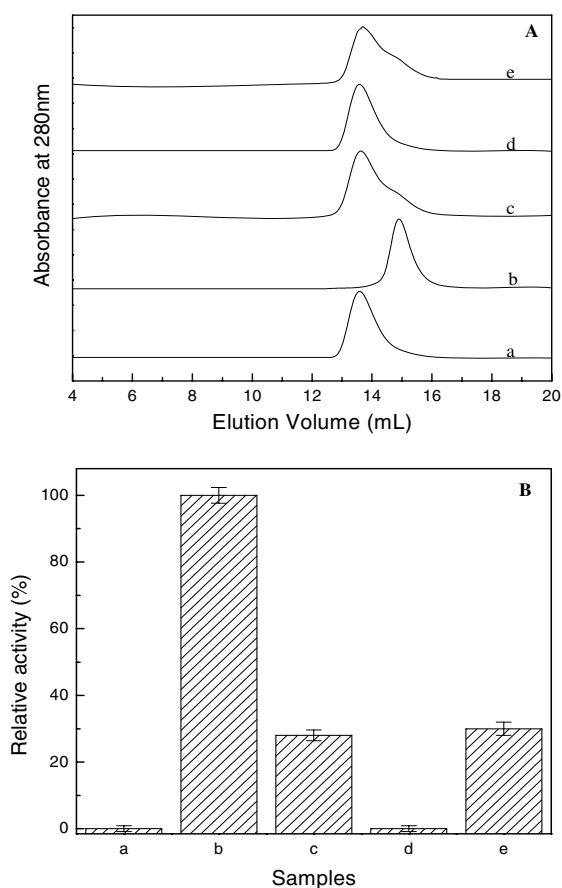 A
e
d
c
b
a
Absorbance at 280nm
4 6 8 10 12 14 16 18 20
Elution Volume (mL)
B
100
80
60
40
20
0
Relative activity (%)
a b c d e
Samples